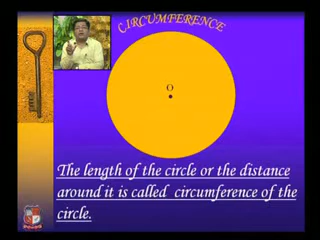 CIRCUMFERENCE
O
The length of the circle or the distance
around it is called circumference of the
circle.